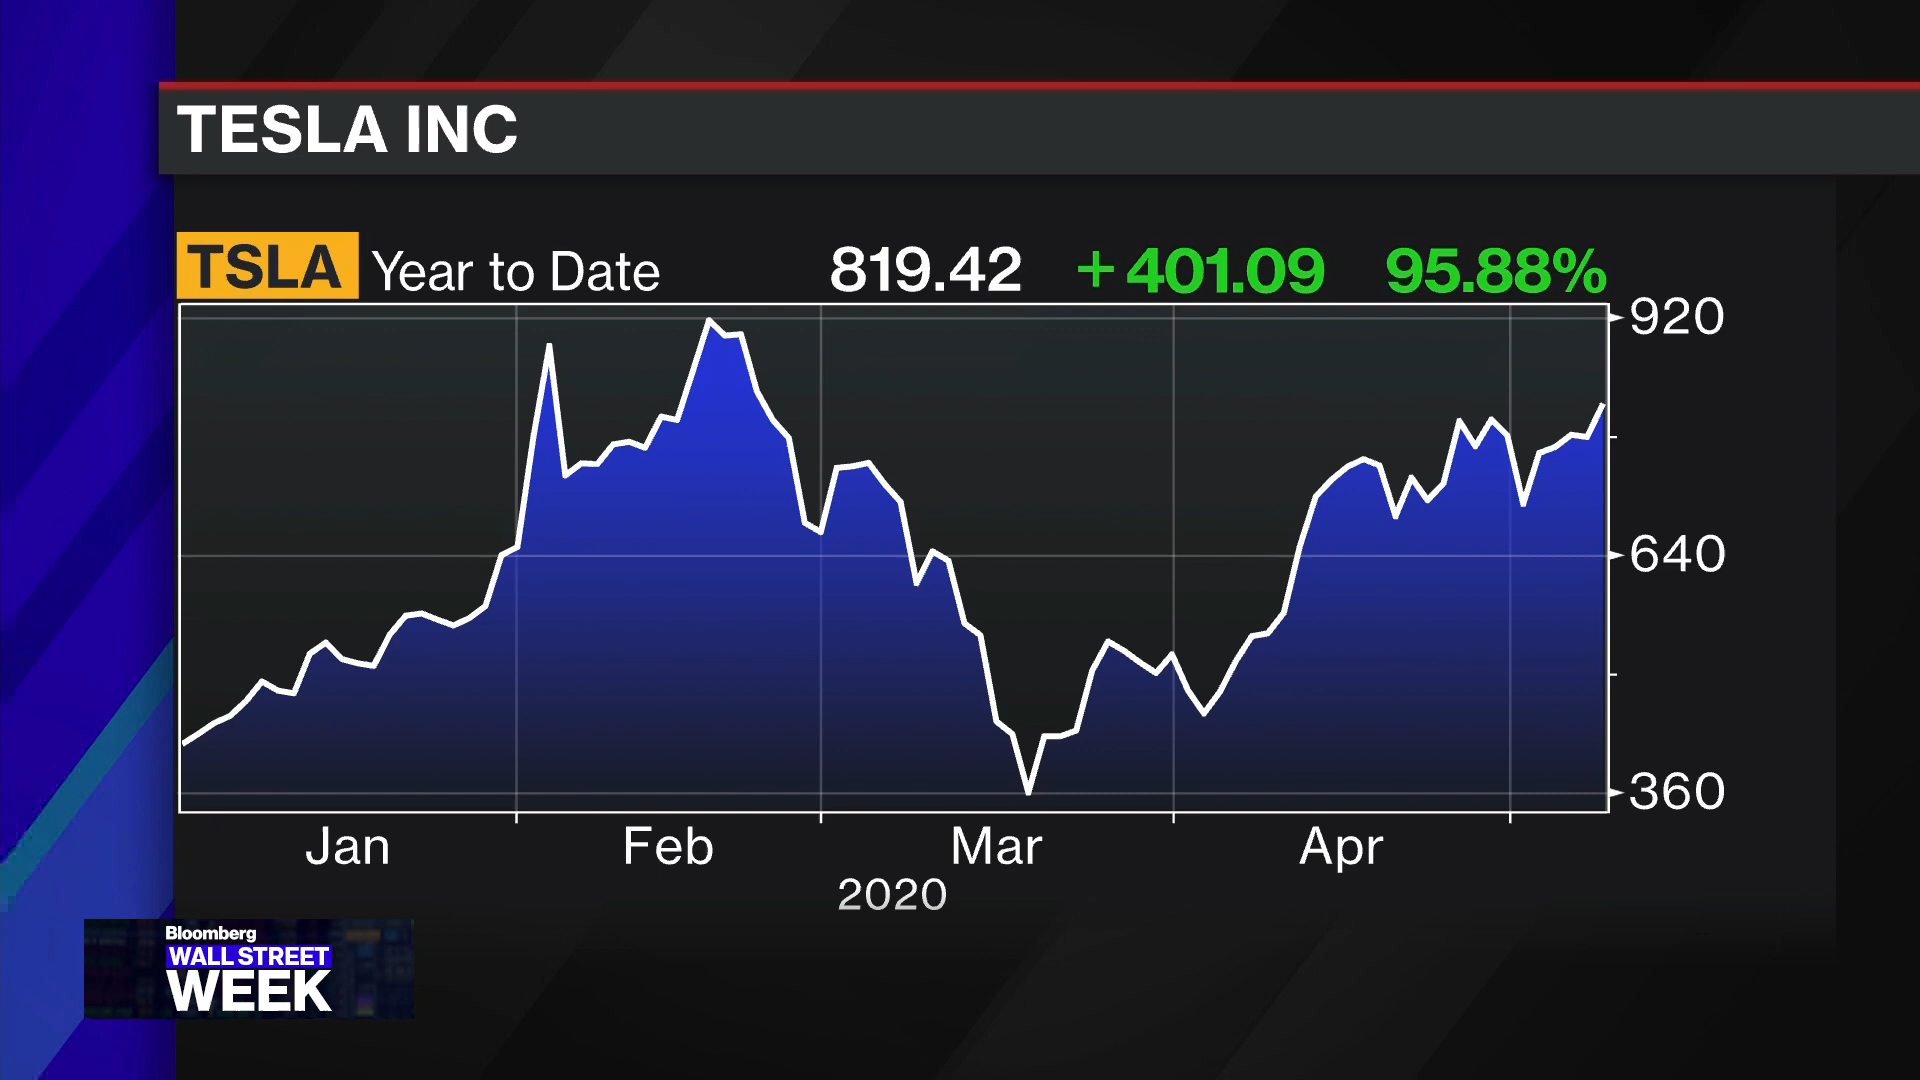 TESLA INC
TSLA Year to Date 819.42 +401.09 95.88%
920
640
360
Jan Feb Mar Apr
2020
Bloomberg
WALL STREET
WEEK